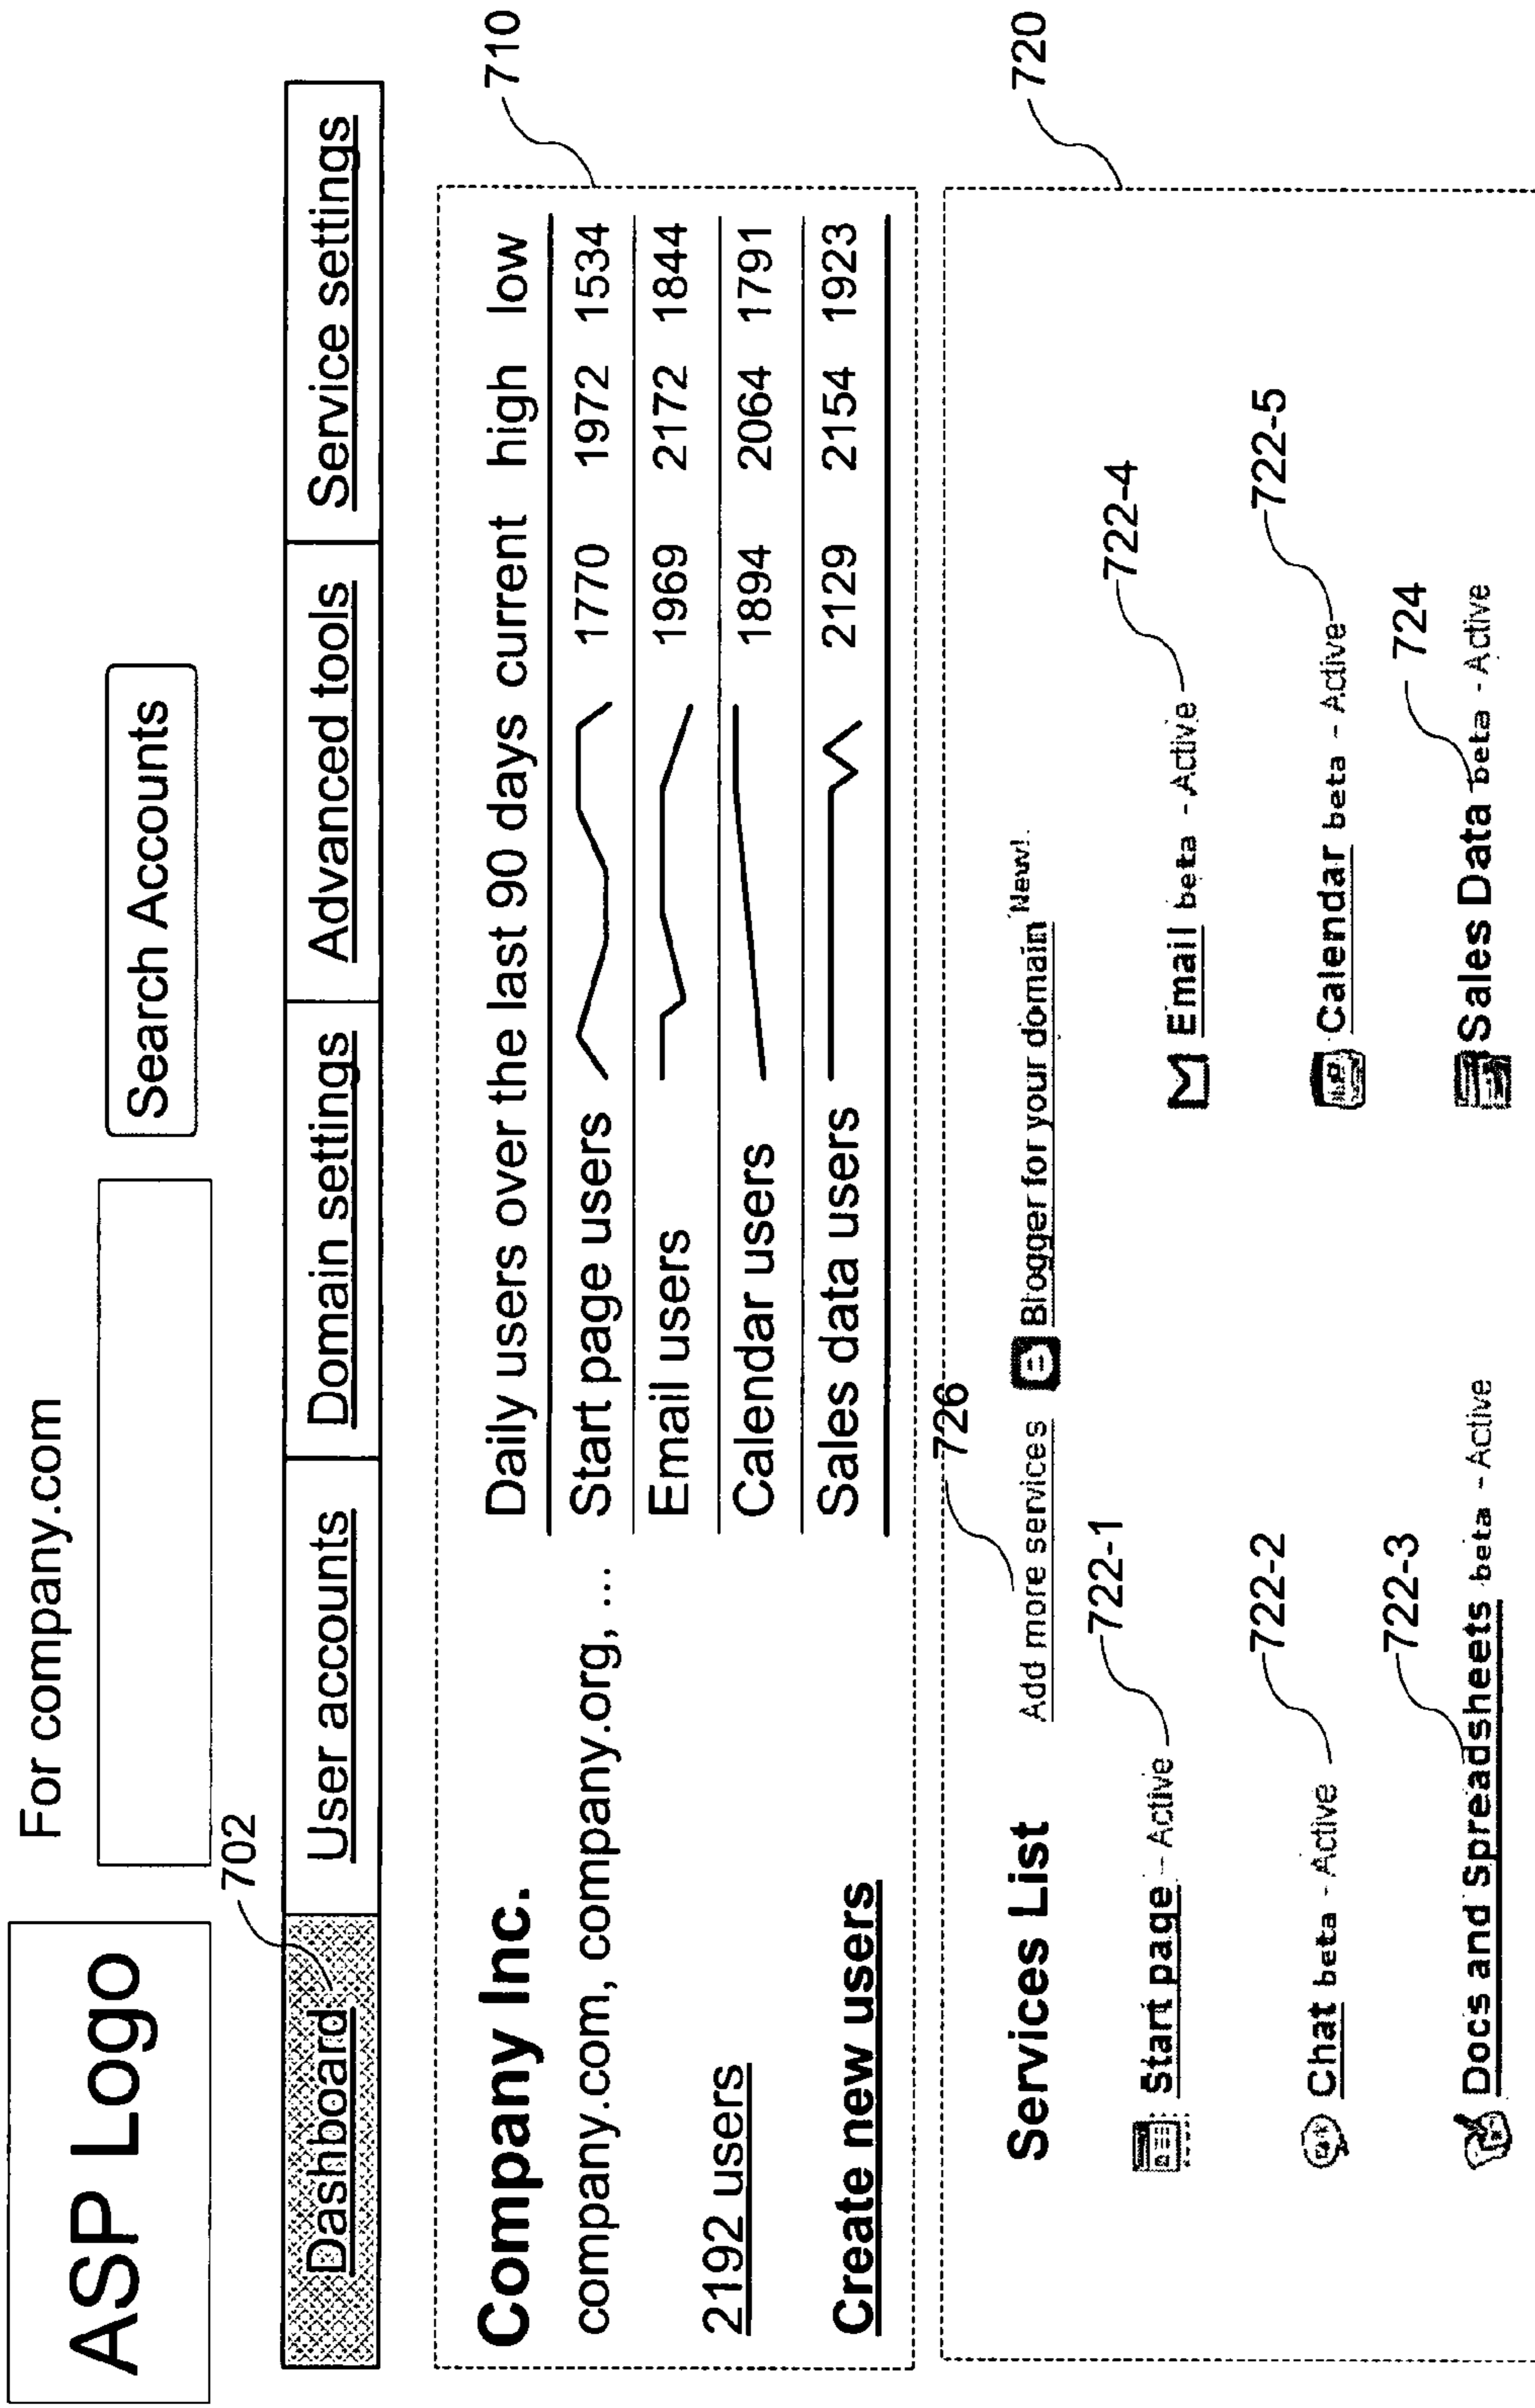 ASP Logo
For company.com
Search Accounts
702
Dashboard User accounts Domain settings Advanced tools Service settings
710
Company Inc.
company.com, company.org, ...
2192 users
Create new users
Daily users over the last 90 days current high low
Start page users 1770 1972 1534
Email users 1969 2172 1844
Calendar users 1894 2064 1791
Sales data users 2129 2154 1923
720
726
Services List Add more services Blogger for your domain New!
722-1
Start page - Active
722-4
Email beta - Active
722-2
Chat beta - Active
722-5
Calendar beta - Active
722-3
Docs and Spreadsheets beta - Active
724
Sales Data beta - Active